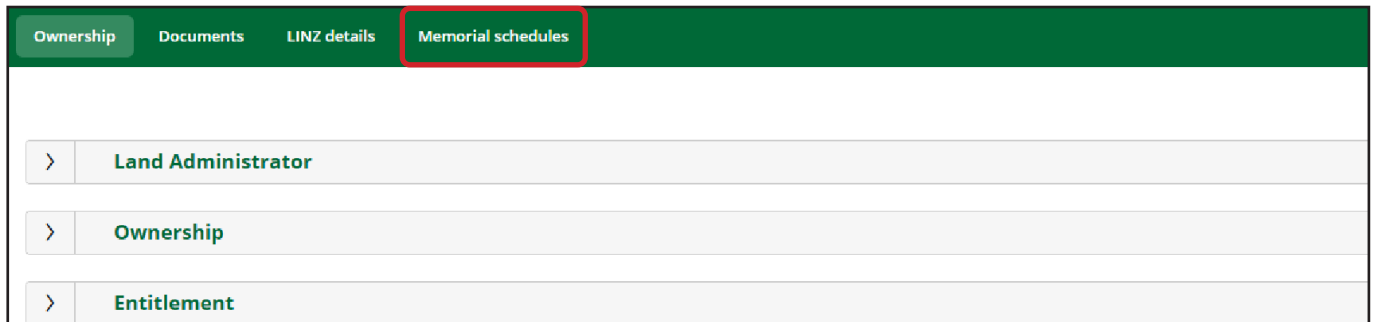 Ownership Documents LINZ details Memorial schedules
Land Administrator
Ownership
Entitlement